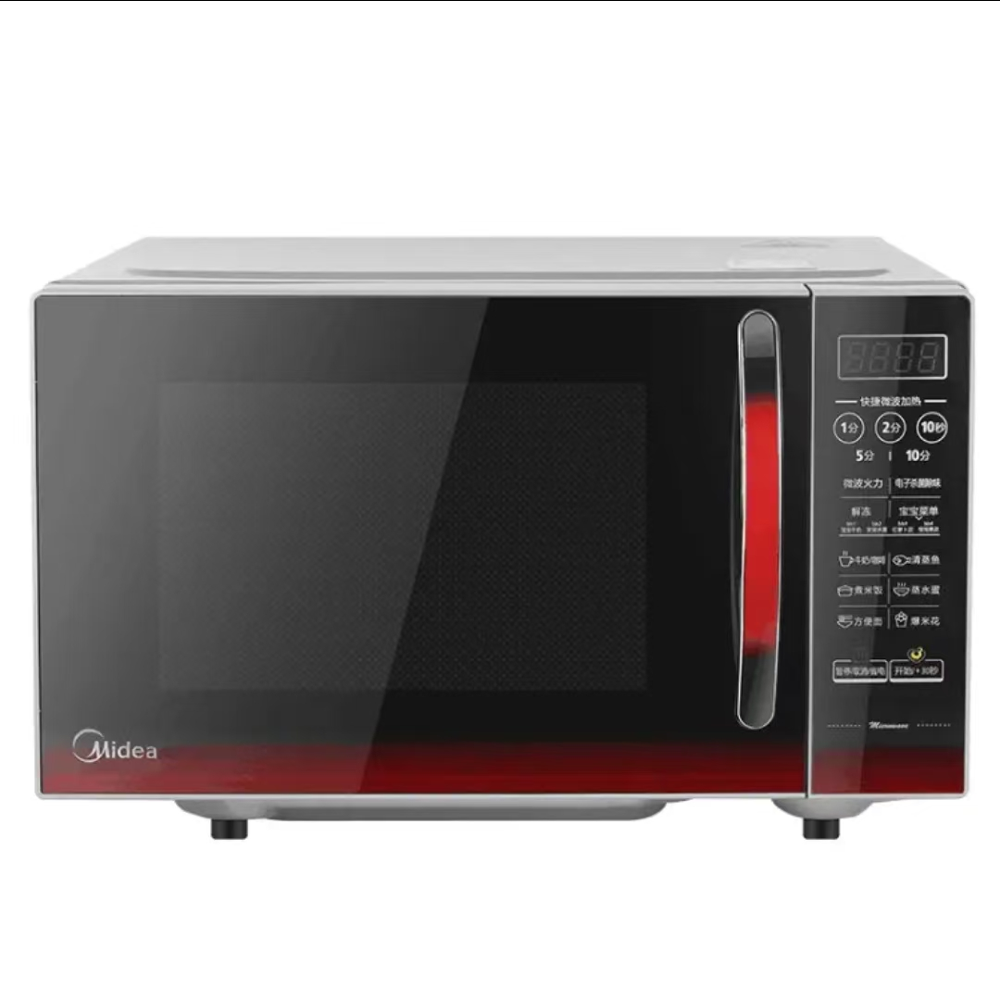 Midea
快捷微波加热
1分 2分 10秒
5分 10分
微波火力 电子杀菌除味
解冻 宝宝菜单
牛奶/咖啡 清蒸鱼
煮米饭 蒸水蛋
方便面 爆米花
暂停/取消/省电 开始/+30秒
Microwave